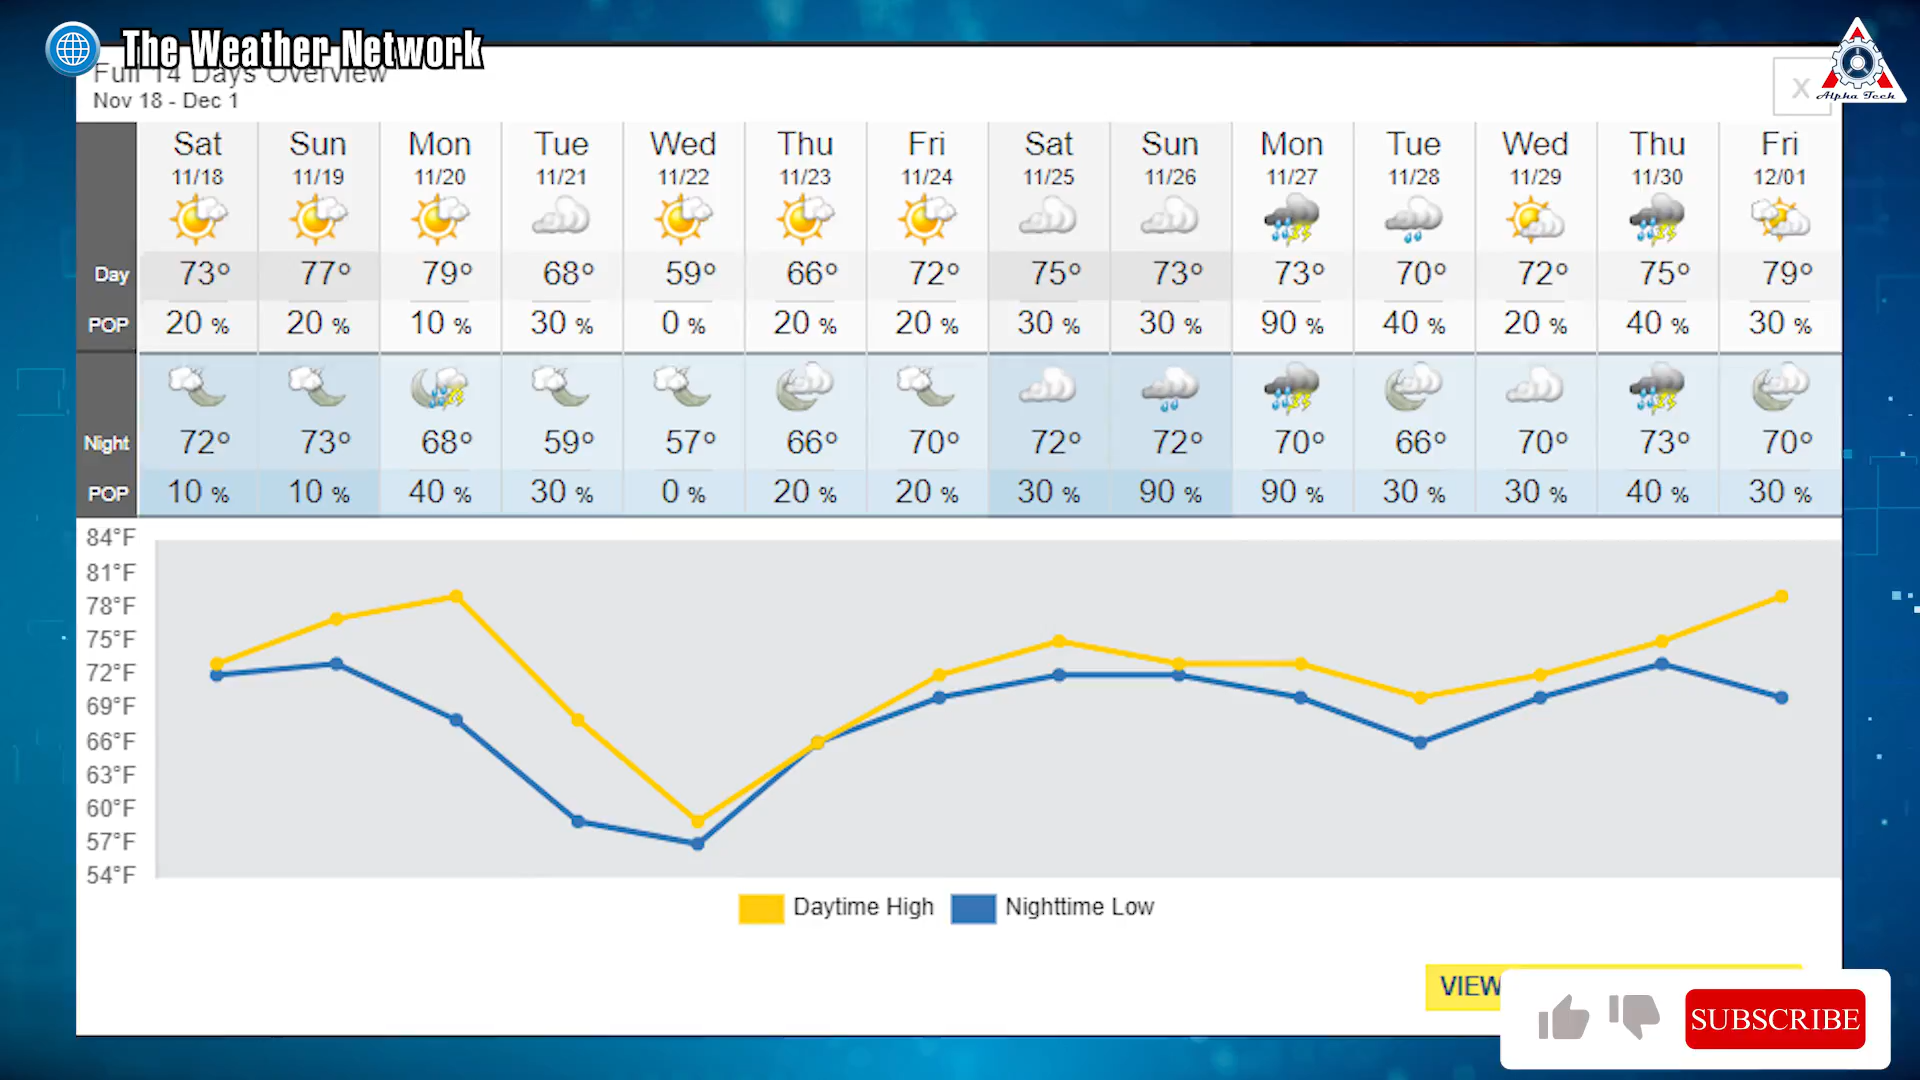 The Weather Network
Full 14 Days Overview
Nov 18 - Dec 1
X
Alpha Tech
Sat Sun Mon Tue Wed Thu Fri Sat Sun Mon Tue Wed Thu Fri
11/18 11/19 11/20 11/21 11/22 11/23 11/24 11/25 11/26 11/27 11/28 11/29 11/30 12/01
Day 73° 77° 79° 68° 59° 66° 72° 75° 73° 73° 70° 72° 75° 79°
POP 20 % 20 % 10 % 30 % 0 % 20 % 20 % 30 % 30 % 90 % 40 % 20 % 40 % 30 %
Night 72° 73° 68° 59° 57° 66° 70° 72° 72° 70° 66° 70° 73° 70°
POP 10 % 10 % 40 % 30 % 0 % 20 % 20 % 30 % 90 % 90 % 30 % 30 % 40 % 30 %
84°F
81°F
78°F
75°F
72°F
69°F
66°F
63°F
60°F
57°F
54°F
Daytime High Nighttime Low
VIEW
SUBSCRIBE